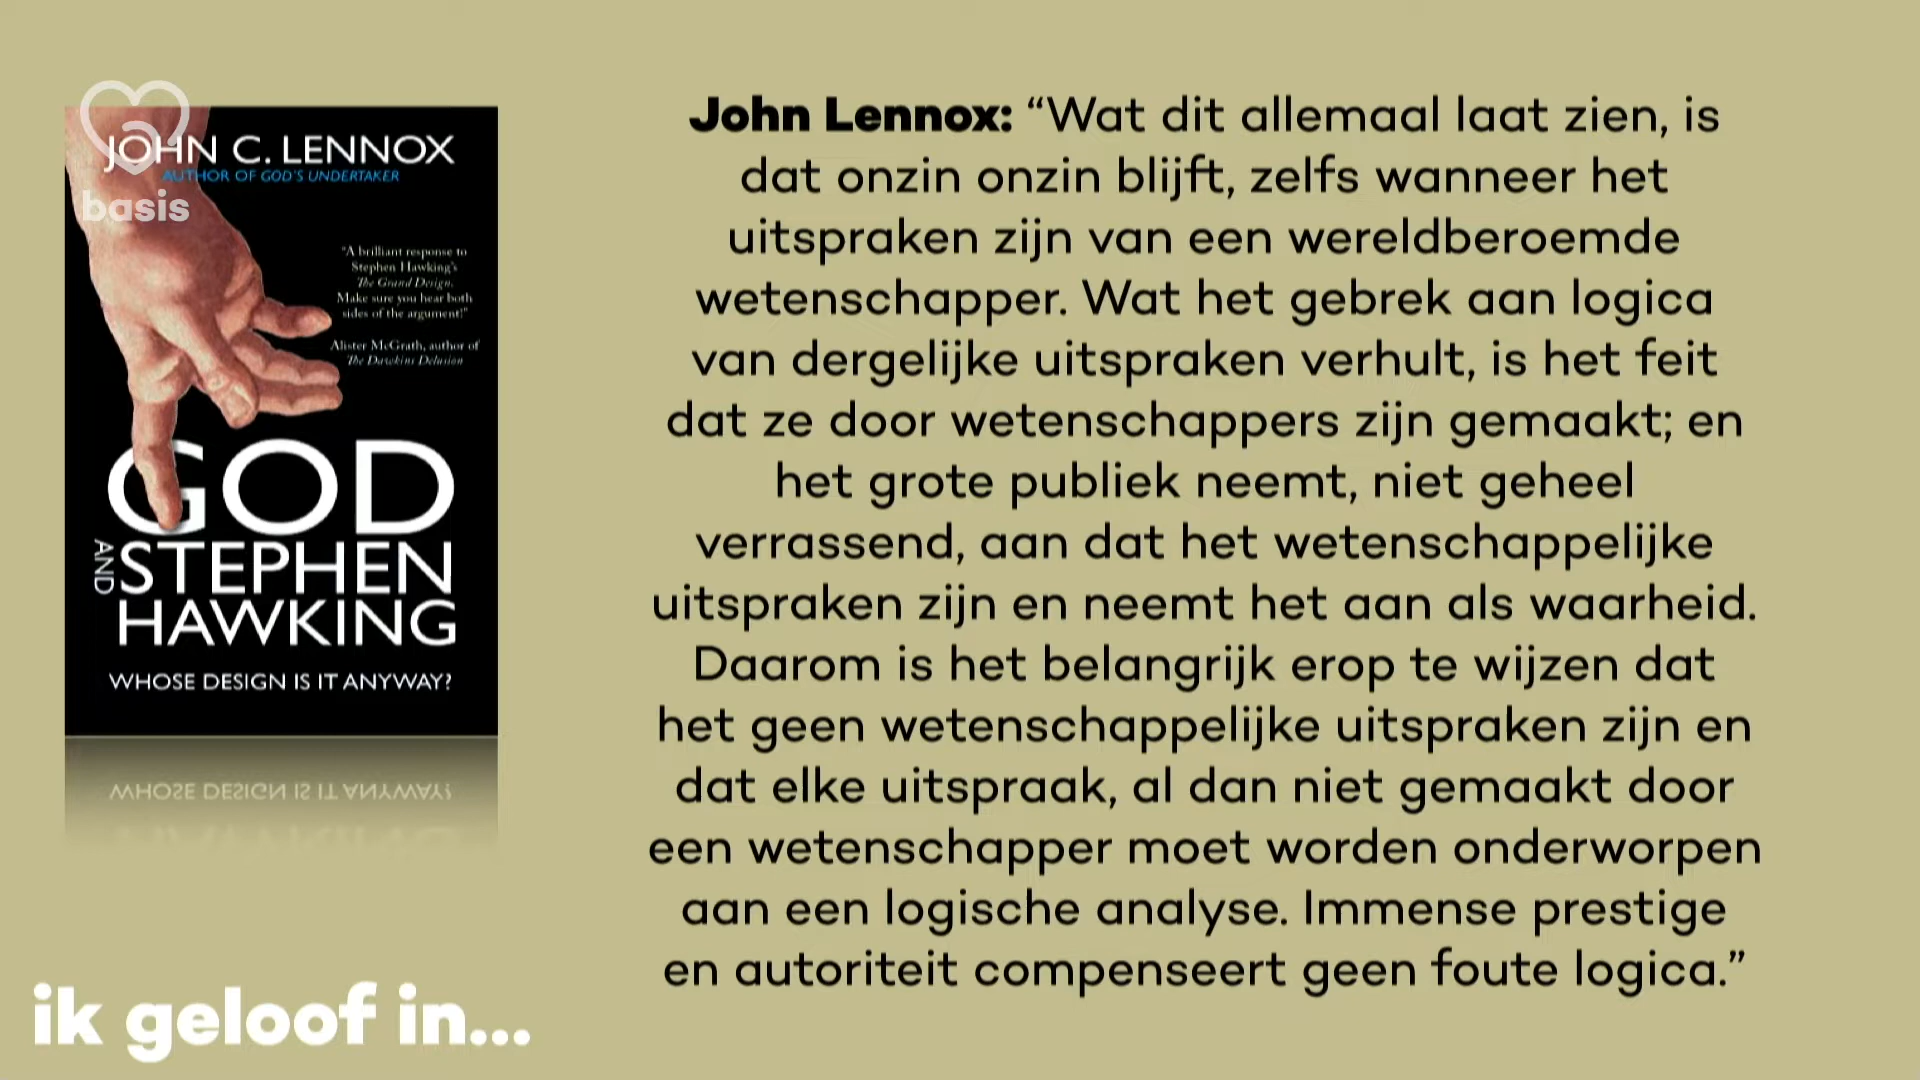 JOHN C. LENNOX
AUTHOR OF GOD'S UNDERTAKER
basis
"A brilliant response to
Stephen Hawking's
The Grand Design.
Make sure you hear both
sides of the argument!"
Alister McGrath, author of
The Dawkins Delusion
GOD
AND STEPHEN
HAWKING
WHOSE DESIGN IS IT ANYWAY?
WHOSE DESIGN IS IT ANYWAY?
HAWKING
John Lennox: “Wat dit allemaal laat zien, is
dat onzin onzin blijft, zelfs wanneer het
uitspraken zijn van een wereldberoemde
wetenschapper. Wat het gebrek aan logica
van dergelijke uitspraken verhult, is het feit
dat ze door wetenschappers zijn gemaakt; en
het grote publiek neemt, niet geheel
verrassend, aan dat het wetenschappelijke
uitspraken zijn en neemt het aan als waarheid.
Daarom is het belangrijk erop te wijzen dat
het geen wetenschappelijke uitspraken zijn en
dat elke uitspraak, al dan niet gemaakt door
een wetenschapper moet worden onderworpen
aan een logische analyse. Immense prestige
en autoriteit compenseert geen foute logica.”
ik geloof in...